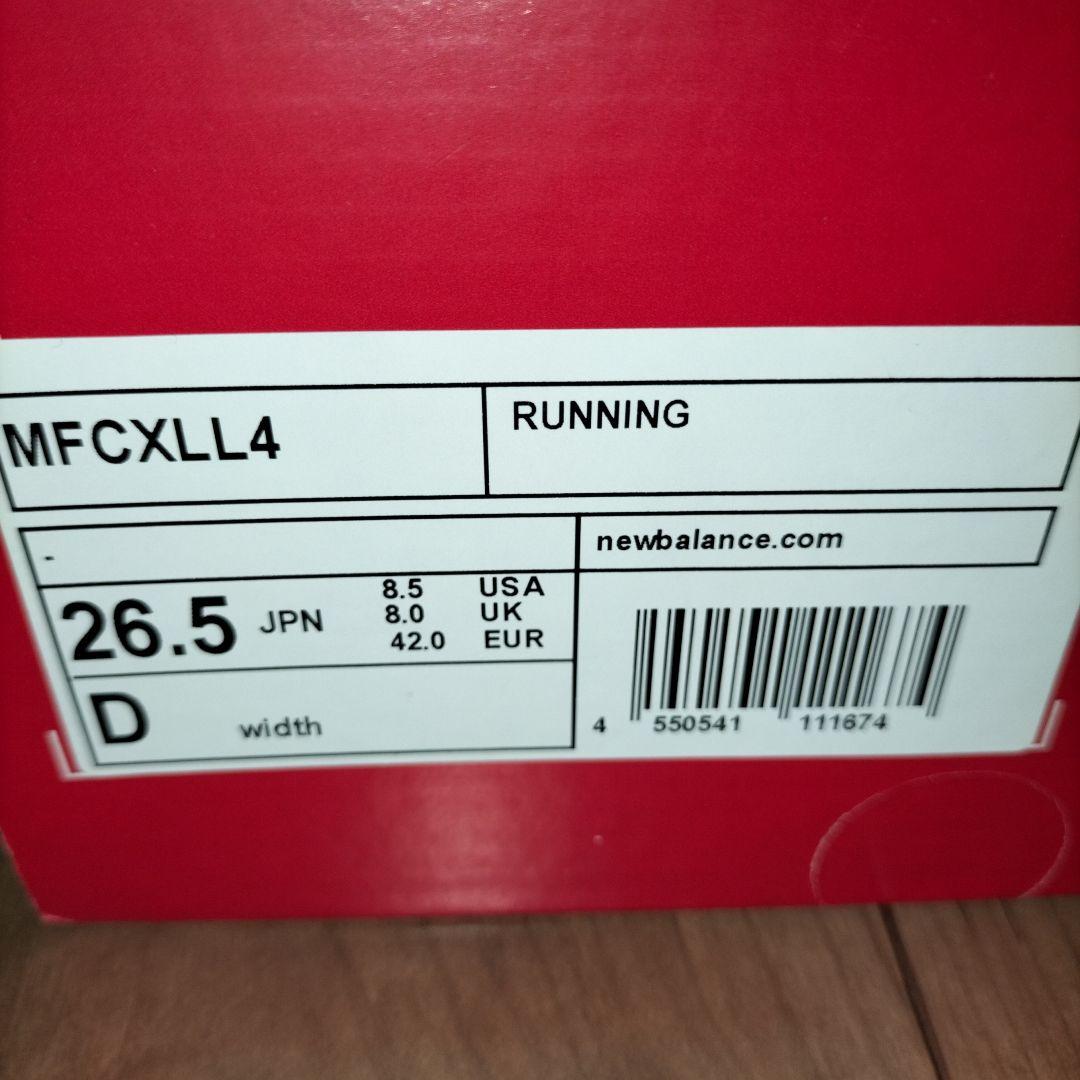 MFCXLL4
RUNNING
-
newbalance.com
26.5 JPN
8.5 USA
8.0 UK
42.0 EUR
D width
4 550541 111674